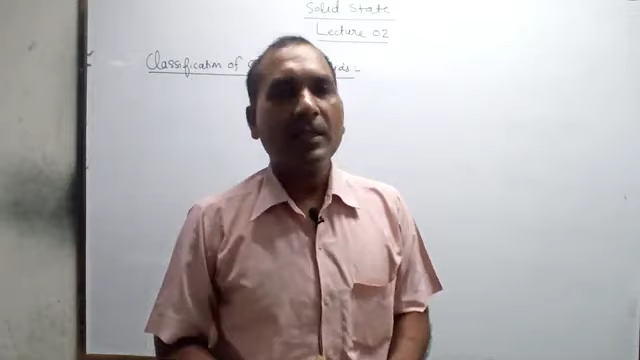 Solid State
Lecture 02
Classification of